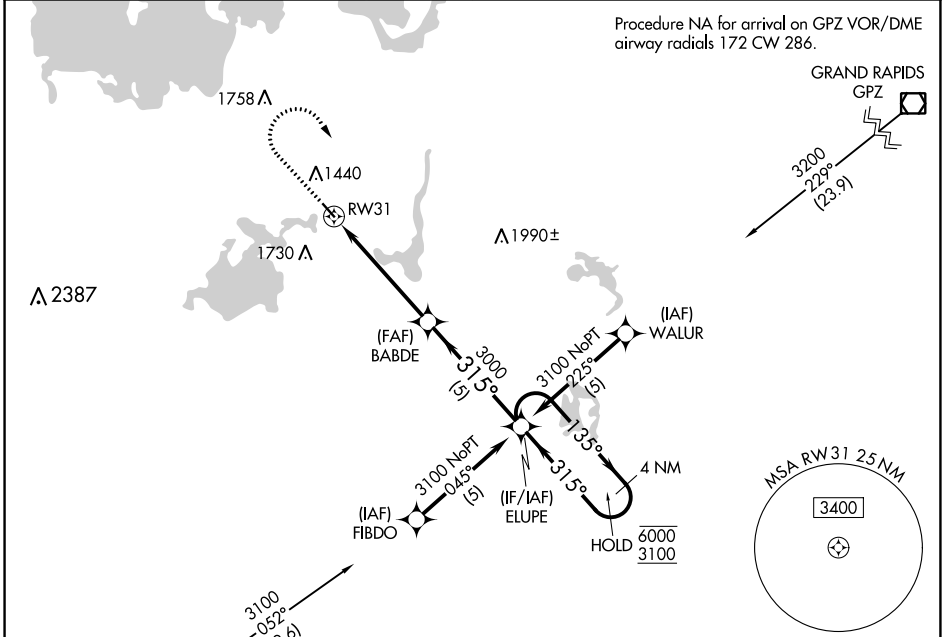 Procedure NA for arrival on GPZ VOR/DME
airway radials 172 CW 286.
GRAND RAPIDS
GPZ
3200
229°
(23.9)
1758
1440
RW31
1730
1990±
2387
(FAF)
BABDE
3000
315°
(5)
(IAF)
WALUR
3100 NoPT
225°
(5)
135°
315°
4 NM
3100 NoPT
045°
(5)
(IF/IAF)
ELUPE
(IAF)
FIBDO
HOLD
6000
3100
MSA RW31 25 NM
3400
3100
052°